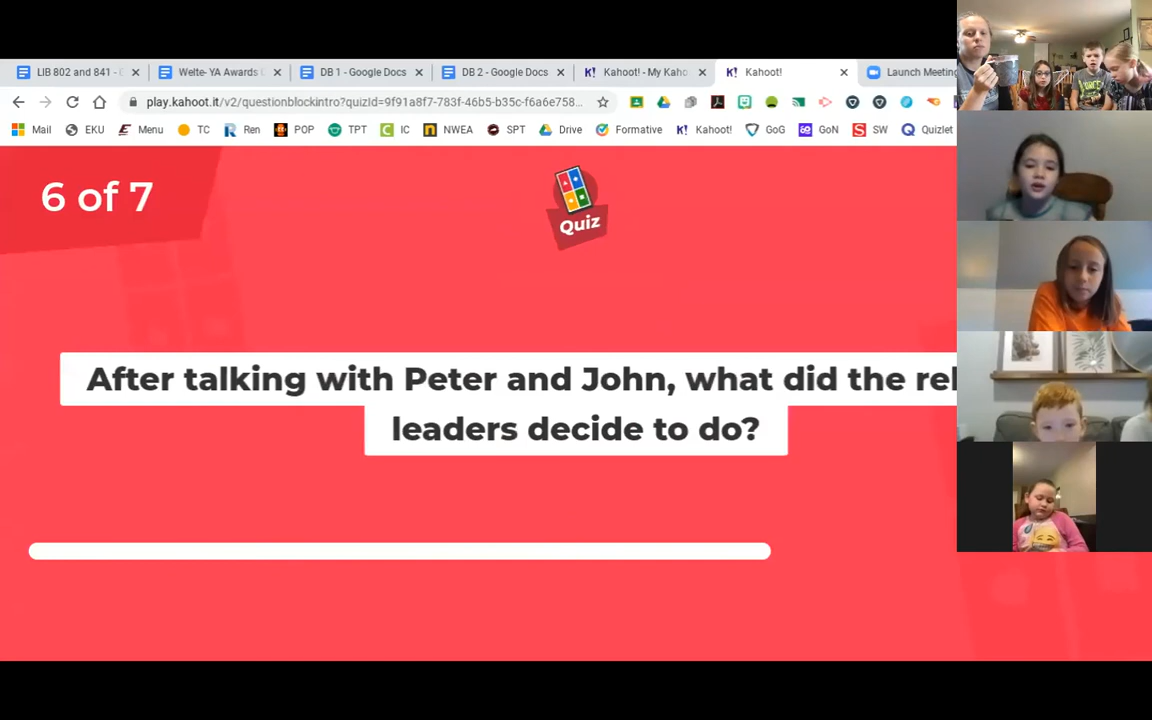 LIB 802 and 841 -
Welte- YA Awards
DB 1 - Google Docs
DB 2 - Google Docs
Kahoot! - My Kaho
Kahoot!
Launch Meeting
play.kahoot.it/v2/questionblockintro?quizId=9f91a8f7-783f-46b5-b35c-f6a6e758...
Mail EKU Menu TC Ren POP TPT IC NWEA SPT Drive Formative Kahoot! GoG GoN SW Quizlet
6 of 7
Quiz
After talking with Peter and John, what did the rel
leaders decide to do?